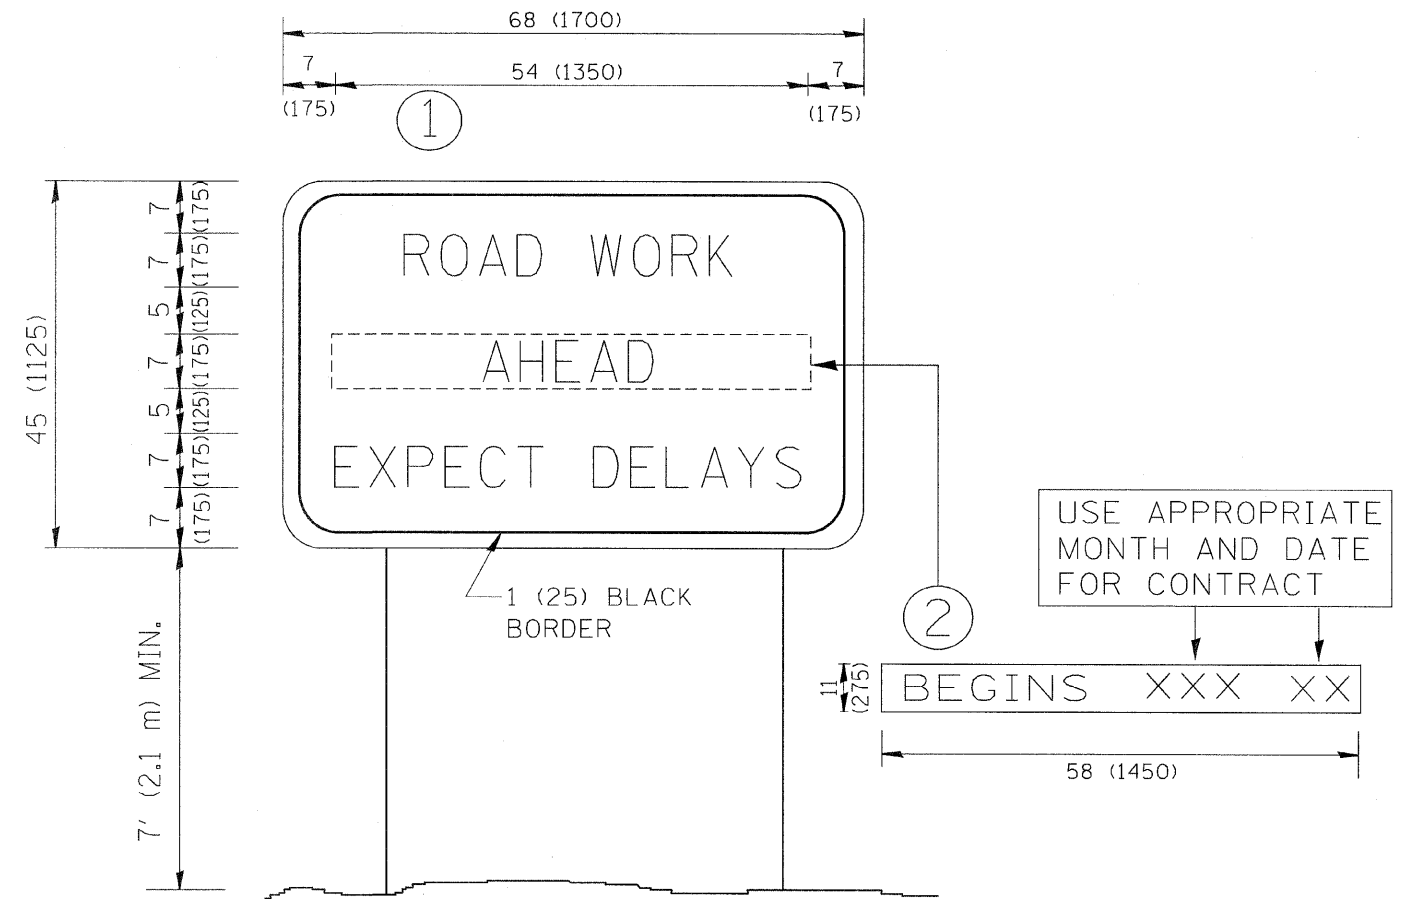 68 (1700)
7
54 (1350)
7
(175)
(175)
1
45 (1125)
7
(175)
7
(175)
5
(125)
7
(175)
5
(125)
7
(175)
7
(175)
ROAD WORK
AHEAD
EXPECT DELAYS
1 (25) BLACK
BORDER
7' (2.1 m) MIN.
USE APPROPRIATE
MONTH AND DATE
FOR CONTRACT
2
11
(275)
BEGINS XXX XX
58 (1450)